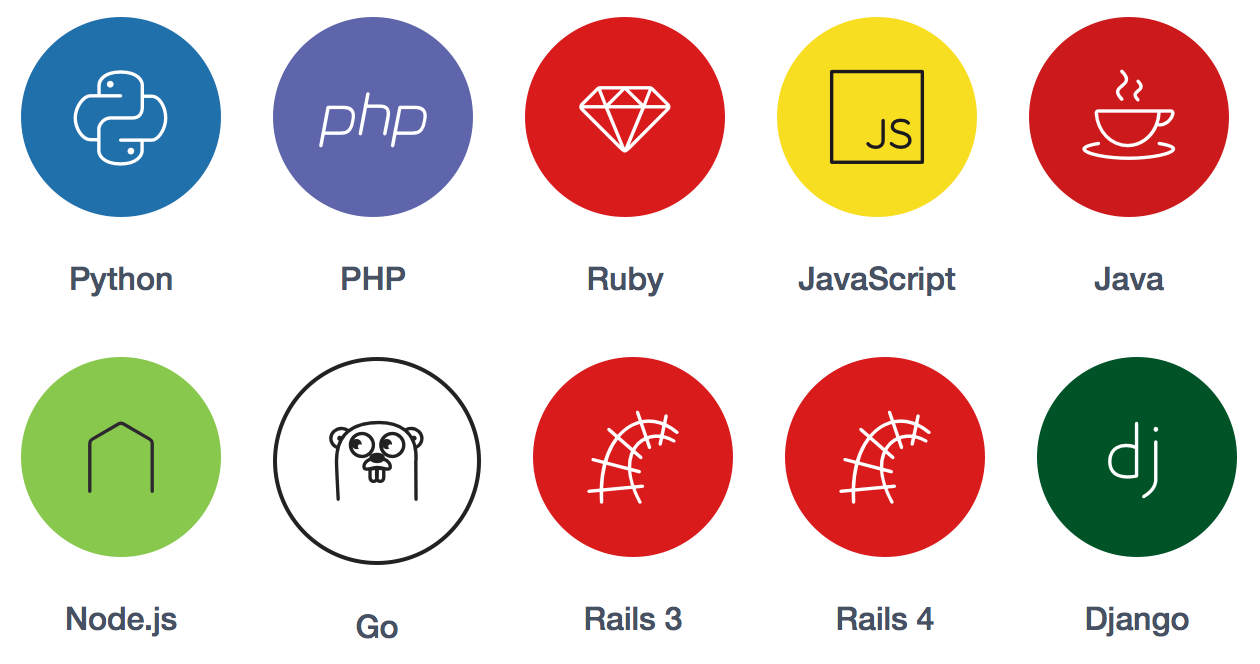 php
JS
Python
PHP
Ruby
JavaScript
Java
dj
Node.js
Go
Rails 3
Rails 4
Django